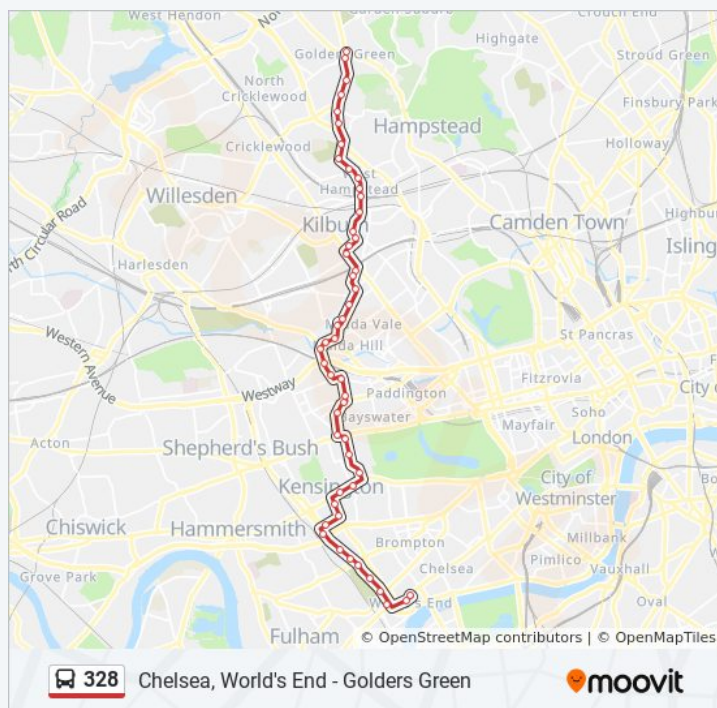 West Hendon
Golders Green
Highgate
Crouch End
Stroud Green
North
Cricklewood
Finsbury Park
Hampstead
Cricklewood
Holloway
West
Hampstead
Willesden
Highbury
Kilburn
Camden Town
Islington
North Circular Road
Harlesden
Maida Vale
St Pancras
Maida Hill
Western Avenue
Westway
Paddington
Fitzrovia
City
Bayswater
Soho
Mayfair
London
Acton
Shepherd's Bush
Kensington
City of
Westminster
Chiswick
Hammersmith
Brompton
Millbank
Grove Park
Chelsea
Pimlico
Vauxhall
World's End
Oval
Fulham
© OpenStreetMap contributors | © OpenMapTiles
328 Chelsea, World's End - Golders Green
moovit